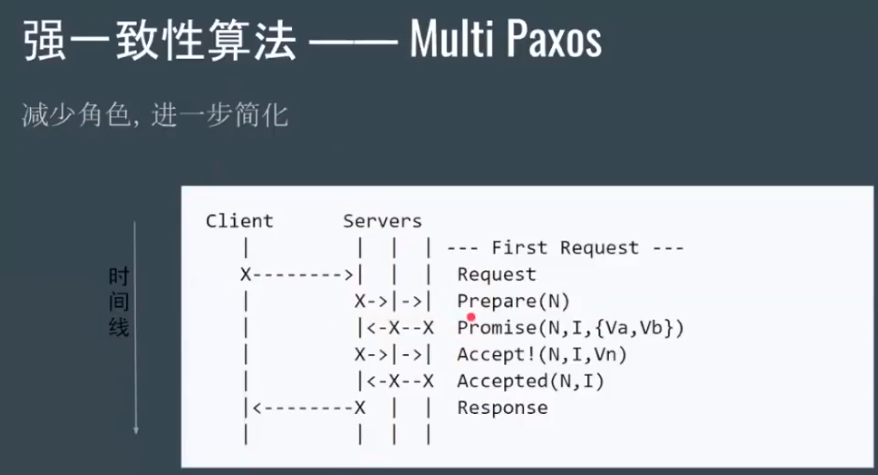 强一致性算法 —— Multi Paxos
减少角色, 进一步简化
时间线
Client      Servers
   |         |  |  | --- First Request ---
   X-------->|  |  |  Request
   |         X->|->|  Prepare(N)
   |         |<-X--X  Promise(N,I,{Va,Vb})
   |         X->|->|  Accept!(N,I,Vn)
   |         |<-X--X  Accepted(N,I)
   |<--------X  |  |  Response
   |         |  |  |